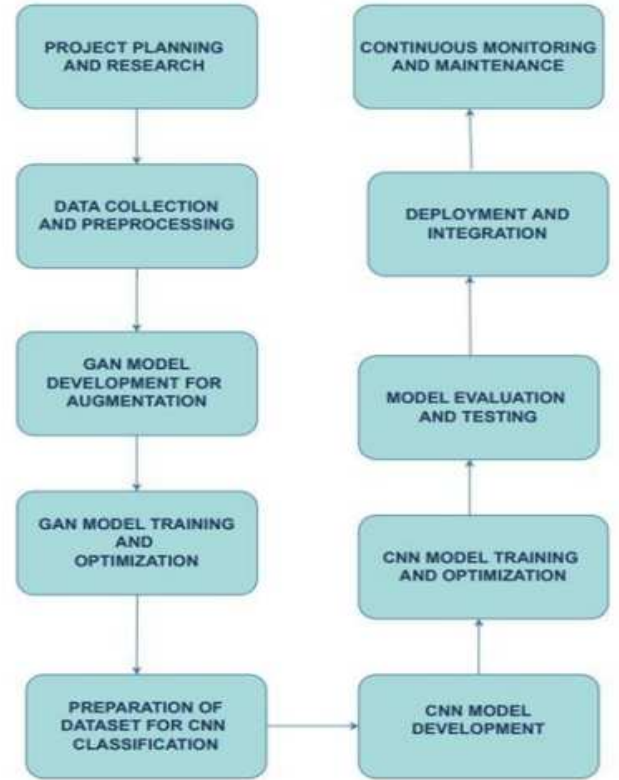 PROJECT PLANNING
AND RESEARCH
DATA COLLECTION
AND PREPROCESSING
GAN MODEL
DEVELOPMENT FOR
AUGMENTATION
GAN MODEL TRAINING
AND
OPTIMIZATION
PREPARATION OF
DATASET FOR CNN
CLASSIFICATION
CNN MODEL
DEVELOPMENT
CNN MODEL TRAINING
AND OPTIMIZATION
MODEL EVALUATION
AND TESTING
DEPLOYMENT AND
INTEGRATION
CONTINUOUS MONITORING
AND MAINTENANCE